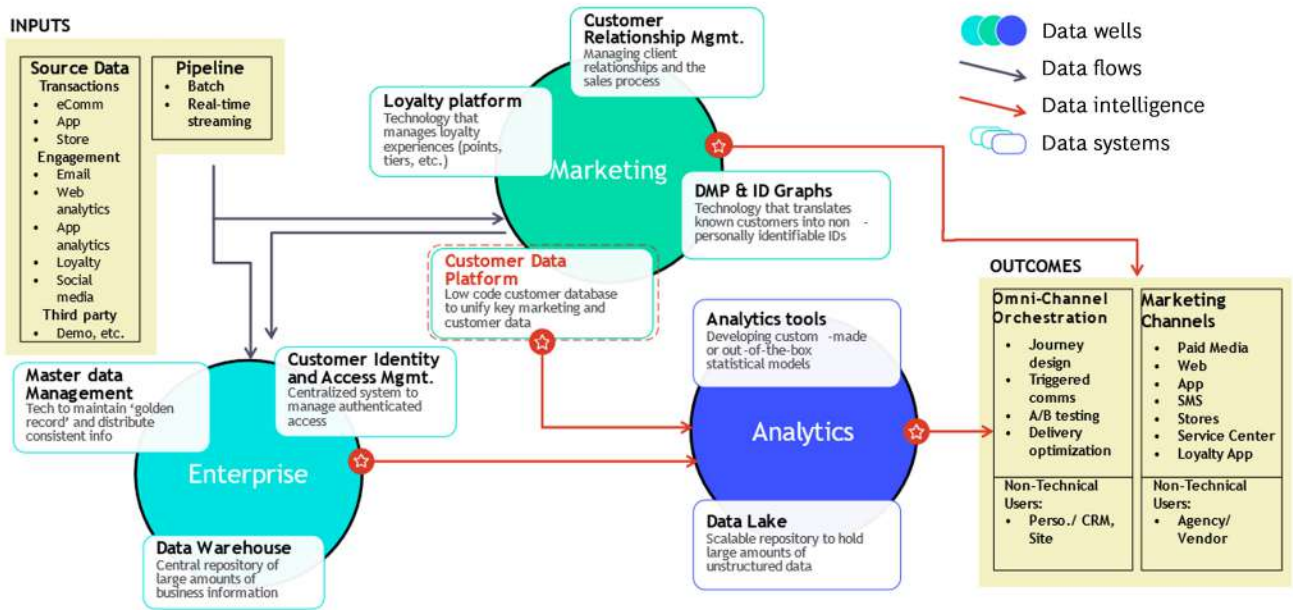 INPUTS
Source Data
Transactions
• eComm
• App
• Store
Engagement
• Email
• Web
analytics
• App
analytics
• Loyalty
• Social
media
Third party
• Demo, etc.
Pipeline
• Batch
• Real-time
streaming
Customer
Relationship Mgmt.
Managing client
relationships and the
sales process
Loyalty platform
Technology that
manages loyalty
experiences (points,
tiers, etc.)
Marketing
DMP & ID Graphs
Technology that translates
known customers into non -
personally identifiable IDs
Customer Data
Platform
Low code customer database
to unify key marketing and
customer data
Data wells
Data flows
Data intelligence
Data systems
Master data
Management
Tech to maintain ‘golden
record’ and distribute
consistent info
Customer Identity
and Access Mgmt.
Centralized system to
manage authenticated
access
Enterprise
Data Warehouse
Central repository of
large amounts of
business information
Analytics tools
Developing custom -made
or out-of-the-box
statistical models
Analytics
Data Lake
Scalable repository to hold
large amounts of
unstructured data
OUTCOMES
Omni-Channel
Orchestration
• Journey
design
• Triggered
comms
• A/B testing
• Delivery
optimization
Non-Technical
Users:
• Perso./ CRM,
Site
Marketing
Channels
• Paid Media
• Web
• App
• SMS
• Stores
• Service Center
• Loyalty App
Non-Technical
Users:
• Agency/
Vendor